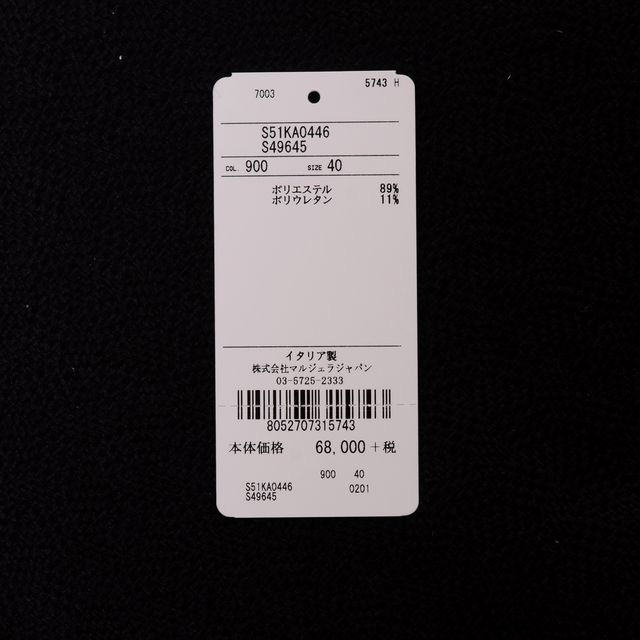 7003 5743 H
S51KA0446
S49645
COL. 900 SIZE 40
ポリエステル 89%
ポリウレタン 11%
イタリア製
株式会社マルジェラジャパン
03-5725-2333
8052707315743
本体価格 68,000 +税
900 40
S51KA0446 0201
S49645